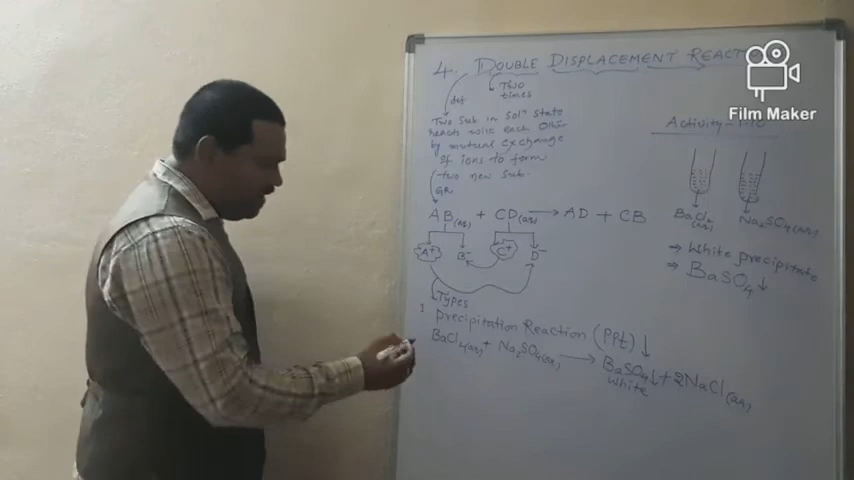 4. DOUBLE DISPLACEMENT REACT
Two
times
def
Two Sub in Solⁿ state
reacts with each other
by mutual exchange
of ions to form
two new Sub-
GR
AB(aq) + CD(aq) → AD + CB
A⁺ B⁻ C⁺ D⁻
Types
1 Precipitation Reaction (PPt) ↓
BaCl₂(aq) + Na₂SO₄(aq) → BaSO₄↓ + 2NaCl(aq)
White
Activity -
BaCl₂(aq) Na₂SO₄(aq)
→ White precipitate
→ BaSO₄↓
Film Maker